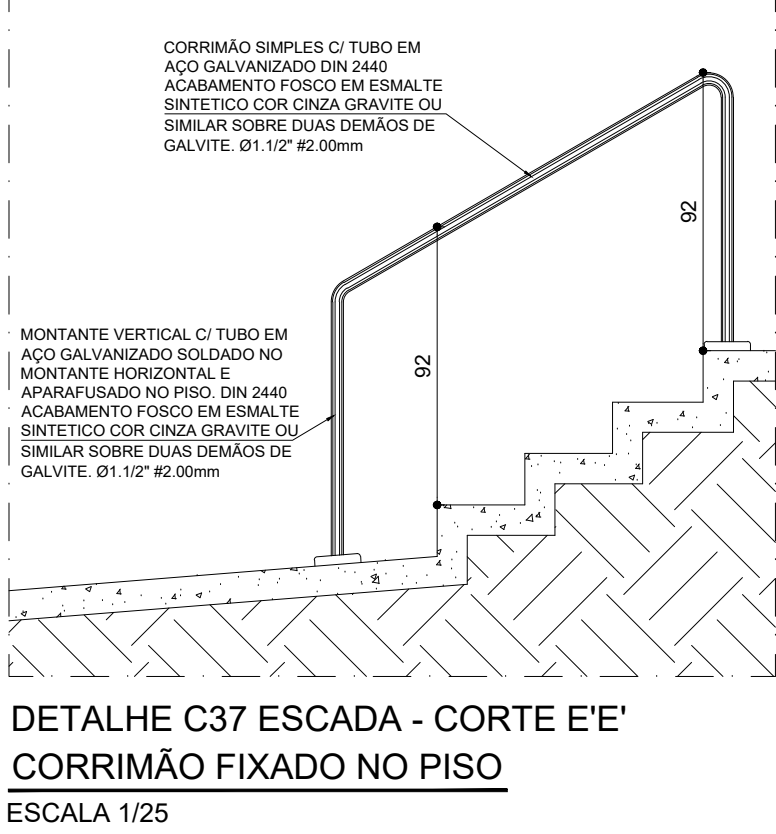 CORRIMÃO SIMPLES C/ TUBO EM
AÇO GALVANIZADO DIN 2440
ACABAMENTO FOSCO EM ESMALTE
SINTETICO COR CINZA GRAVITE OU
SIMILAR SOBRE DUAS DEMÃOS DE
GALVITE. Ø1.1/2" #2.00mm
92
92
MONTANTE VERTICAL C/ TUBO EM
AÇO GALVANIZADO SOLDADO NO
MONTANTE HORIZONTAL E
APARAFUSADO NO PISO. DIN 2440
ACABAMENTO FOSCO EM ESMALTE
SINTETICO COR CINZA GRAVITE OU
SIMILAR SOBRE DUAS DEMÃOS DE
GALVITE. Ø1.1/2" #2.00mm
DETALHE C37 ESCADA - CORTE E'E'
CORRIMÃO FIXADO NO PISO
ESCALA 1/25